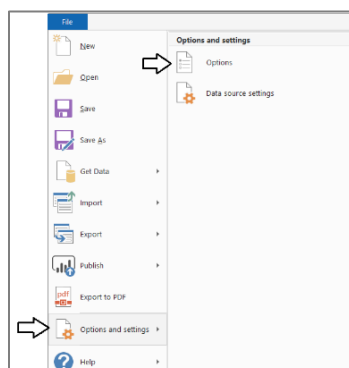 File
New
Open
Save
Save As
Get Data
Import
Export
Publish
pdf
Export to PDF
Options and settings
Help
Options and settings
Options
Data source settings